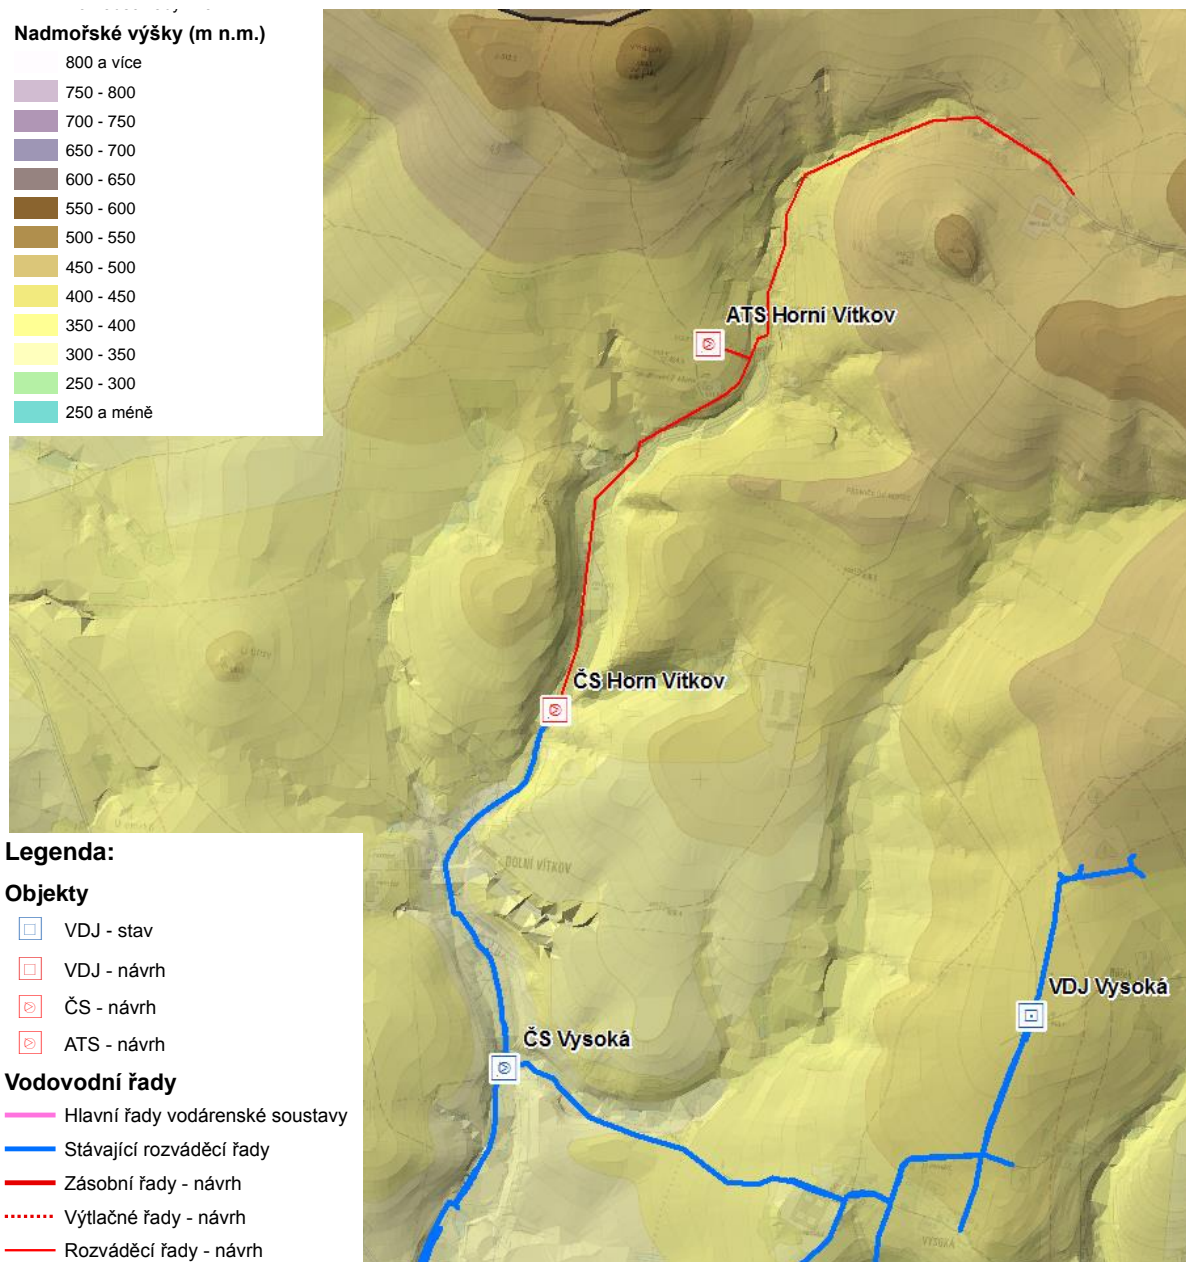 Nadmořské výšky (m n.m.)
800 a více
750 - 800
700 - 750
650 - 700
600 - 650
550 - 600
500 - 550
450 - 500
400 - 450
350 - 400
300 - 350
250 - 300
250 a méně
ATS Horní Vítkov
ČS Horn Vítkov
DOLNÍ VÍTKOV
VDJ Vysoká
ČS Vysoká
VYSOKÁ
Legenda:
Objekty
VDJ - stav
VDJ - návrh
ČS - návrh
ATS - návrh
Vodovodní řady
Hlavní řady vodárenské soustavy
Stávající rozváděcí řady
Zásobní řady - návrh
Výtlačné řady - návrh
Rozváděcí řady - návrh